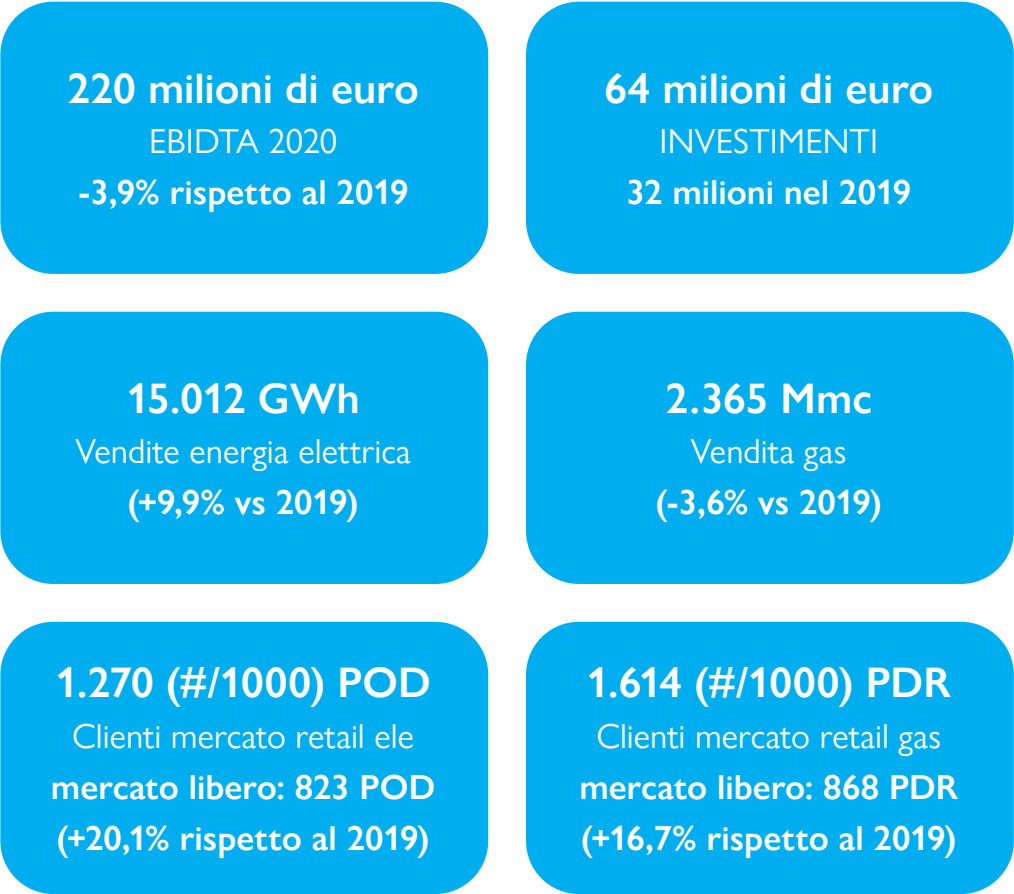 220 milioni di euro
EBIDTA 2020
-3,9% rispetto al 2019
64 milioni di euro
INVESTIMENTI
32 milioni nel 2019
15.012 GWh
Vendite energia elettrica
(+9,9% vs 2019)
2.365 Mmc
Vendita gas
(-3,6% vs 2019)
1.270 (#/1000) POD
Clienti mercato retail ele
mercato libero: 823 POD
(+20,1% rispetto al 2019)
1.614 (#/1000) PDR
Clienti mercato retail gas
mercato libero: 868 PDR
(+16,7% rispetto al 2019)